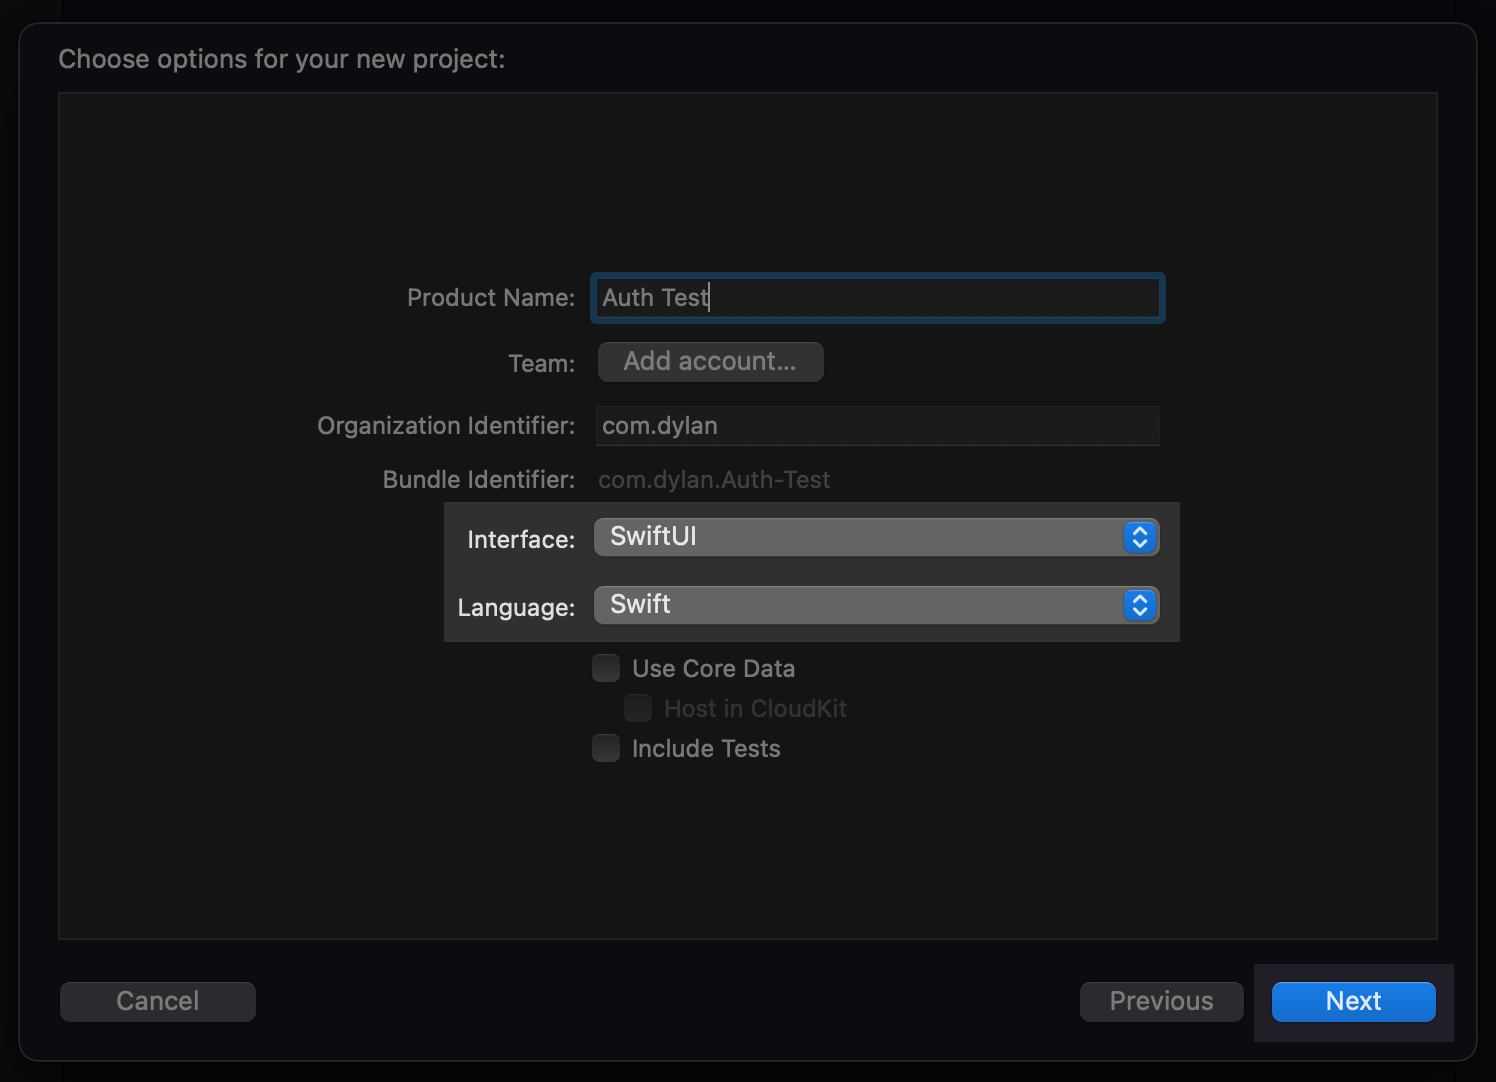 Choose options for your new project:
Product Name: Auth Test
Team: Add account...
Organization Identifier: com.dylan
Bundle Identifier: com.dylan.Auth-Test
Interface: SwiftUI
Language: Swift
Use Core Data
Host in CloudKit
Include Tests
Cancel Previous Next